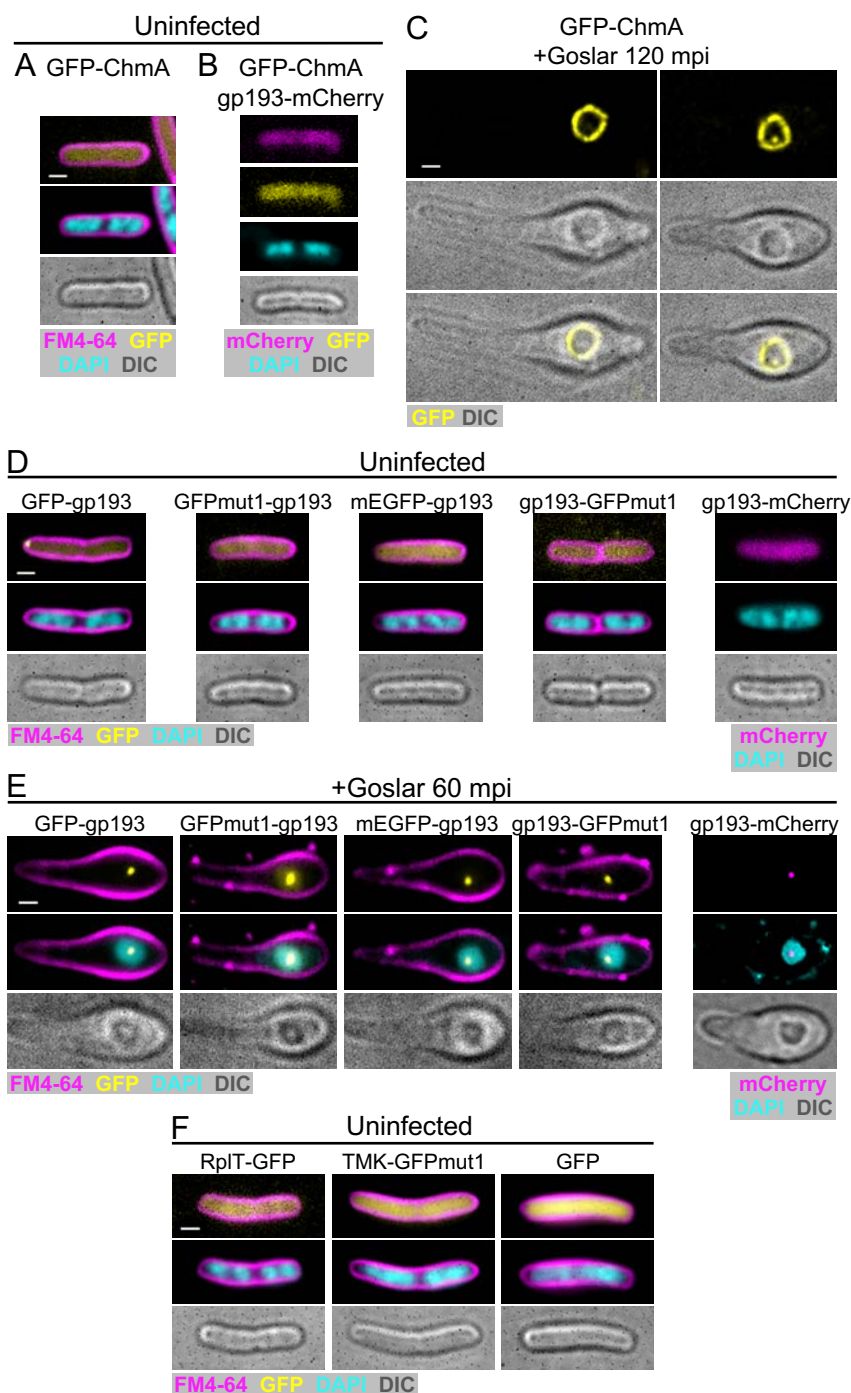 Uninfected
A GFP-ChmA
B GFP-ChmA
gp193-mCherry
FM4-64 GFP
DAPI DIC
mCherry GFP
DAPI DIC
C GFP-ChmA
+Goslar 120 mpi
GFP DIC
D Uninfected
GFP-gp193 GFPmut1-gp193 mEGFP-gp193 gp193-GFPmut1 gp193-mCherry
FM4-64 GFP DAPI DIC
mCherry
DAPI DIC
E +Goslar 60 mpi
GFP-gp193 GFPmut1-gp193 mEGFP-gp193 gp193-GFPmut1 gp193-mCherry
FM4-64 GFP DAPI DIC
mCherry
DAPI DIC
F Uninfected
RplT-GFP TMK-GFPmut1 GFP
FM4-64 GFP DAPI DIC